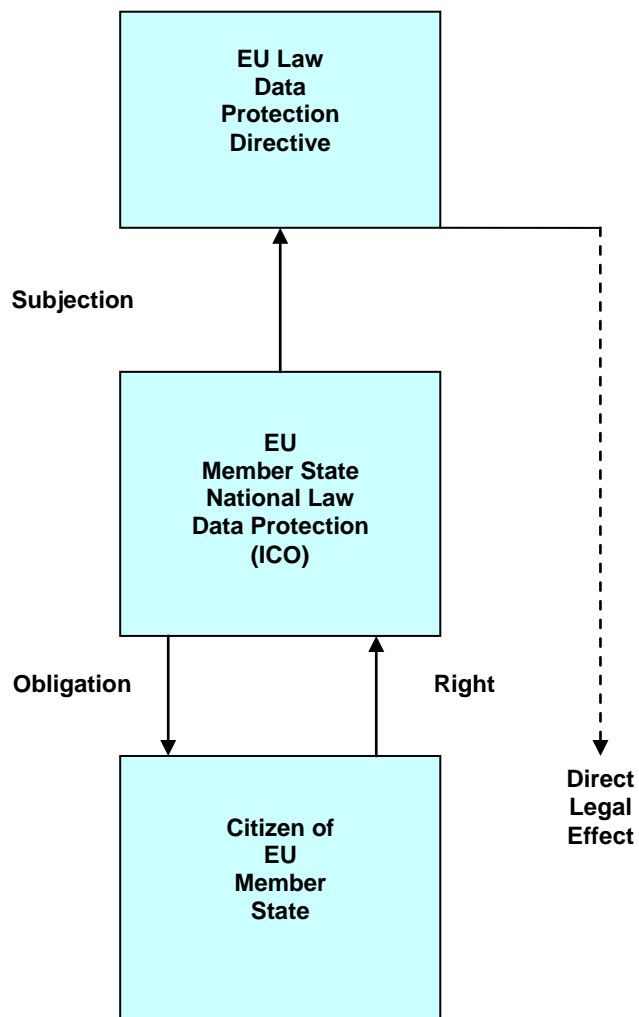 EU Law
Data
Protection
Directive
Subjection
EU
Member State
National Law
Data Protection
(ICO)
Obligation
Right
Citizen of
EU
Member
State
Direct
Legal
Effect